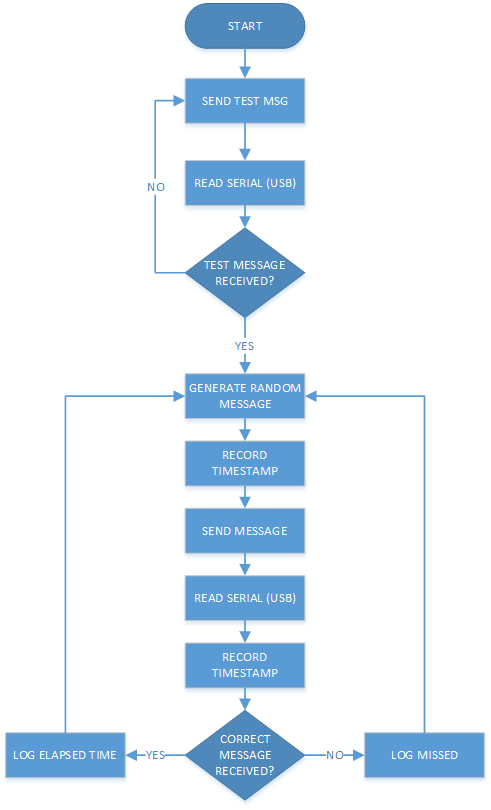 START
SEND TEST MSG
READ SERIAL (USB)
NO
TEST MESSAGE
RECEIVED?
YES
GENERATE RANDOM
MESSAGE
RECORD
TIMESTAMP
SEND MESSAGE
READ SERIAL (USB)
RECORD
TIMESTAMP
CORRECT
MESSAGE
RECEIVED?
YES
LOG ELAPSED TIME
NO
LOG MISSED